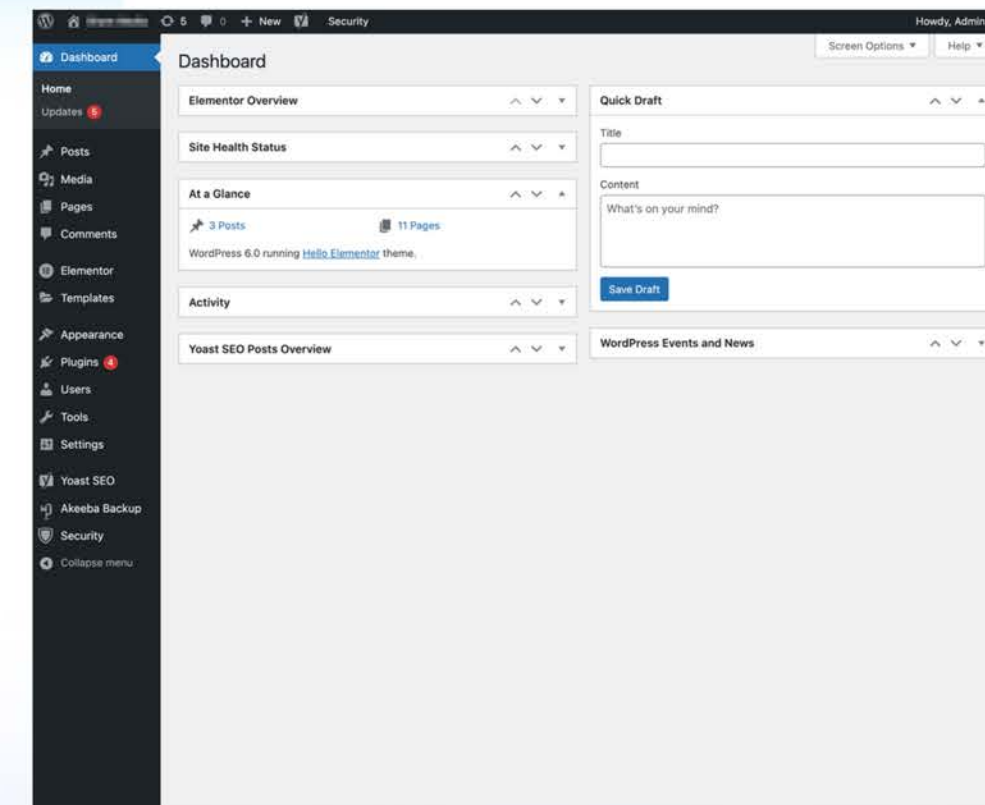 5 0 + New Security Howdy, Admin
Dashboard
Home
Updates 5
Posts
Media
Pages
Comments
Elementor
Templates
Appearance
Plugins 4
Users
Tools
Settings
Yoast SEO
Akeeba Backup
Security
Collapse menu
Screen Options Help
Dashboard
Elementor Overview
Site Health Status
At a Glance
3 Posts 11 Pages
WordPress 6.0 running Hello Elementor theme.
Activity
Yoast SEO Posts Overview
Quick Draft
Title
Content
What's on your mind?
Save Draft
WordPress Events and News